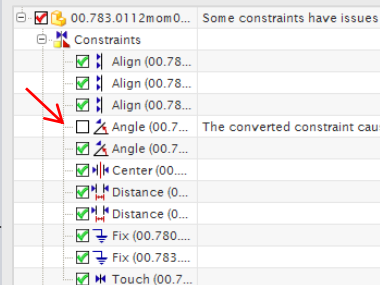 00.783.0112mom0... Some constraints have issues
Constraints
Align (00.78...
Align (00.78...
Align (00.78...
Angle (00.7... The converted constraint cau
Angle (00.7...
Center (00....
Distance (0...
Distance (0...
Fix (00.780....
Fix (00.783....
Touch (00.7...